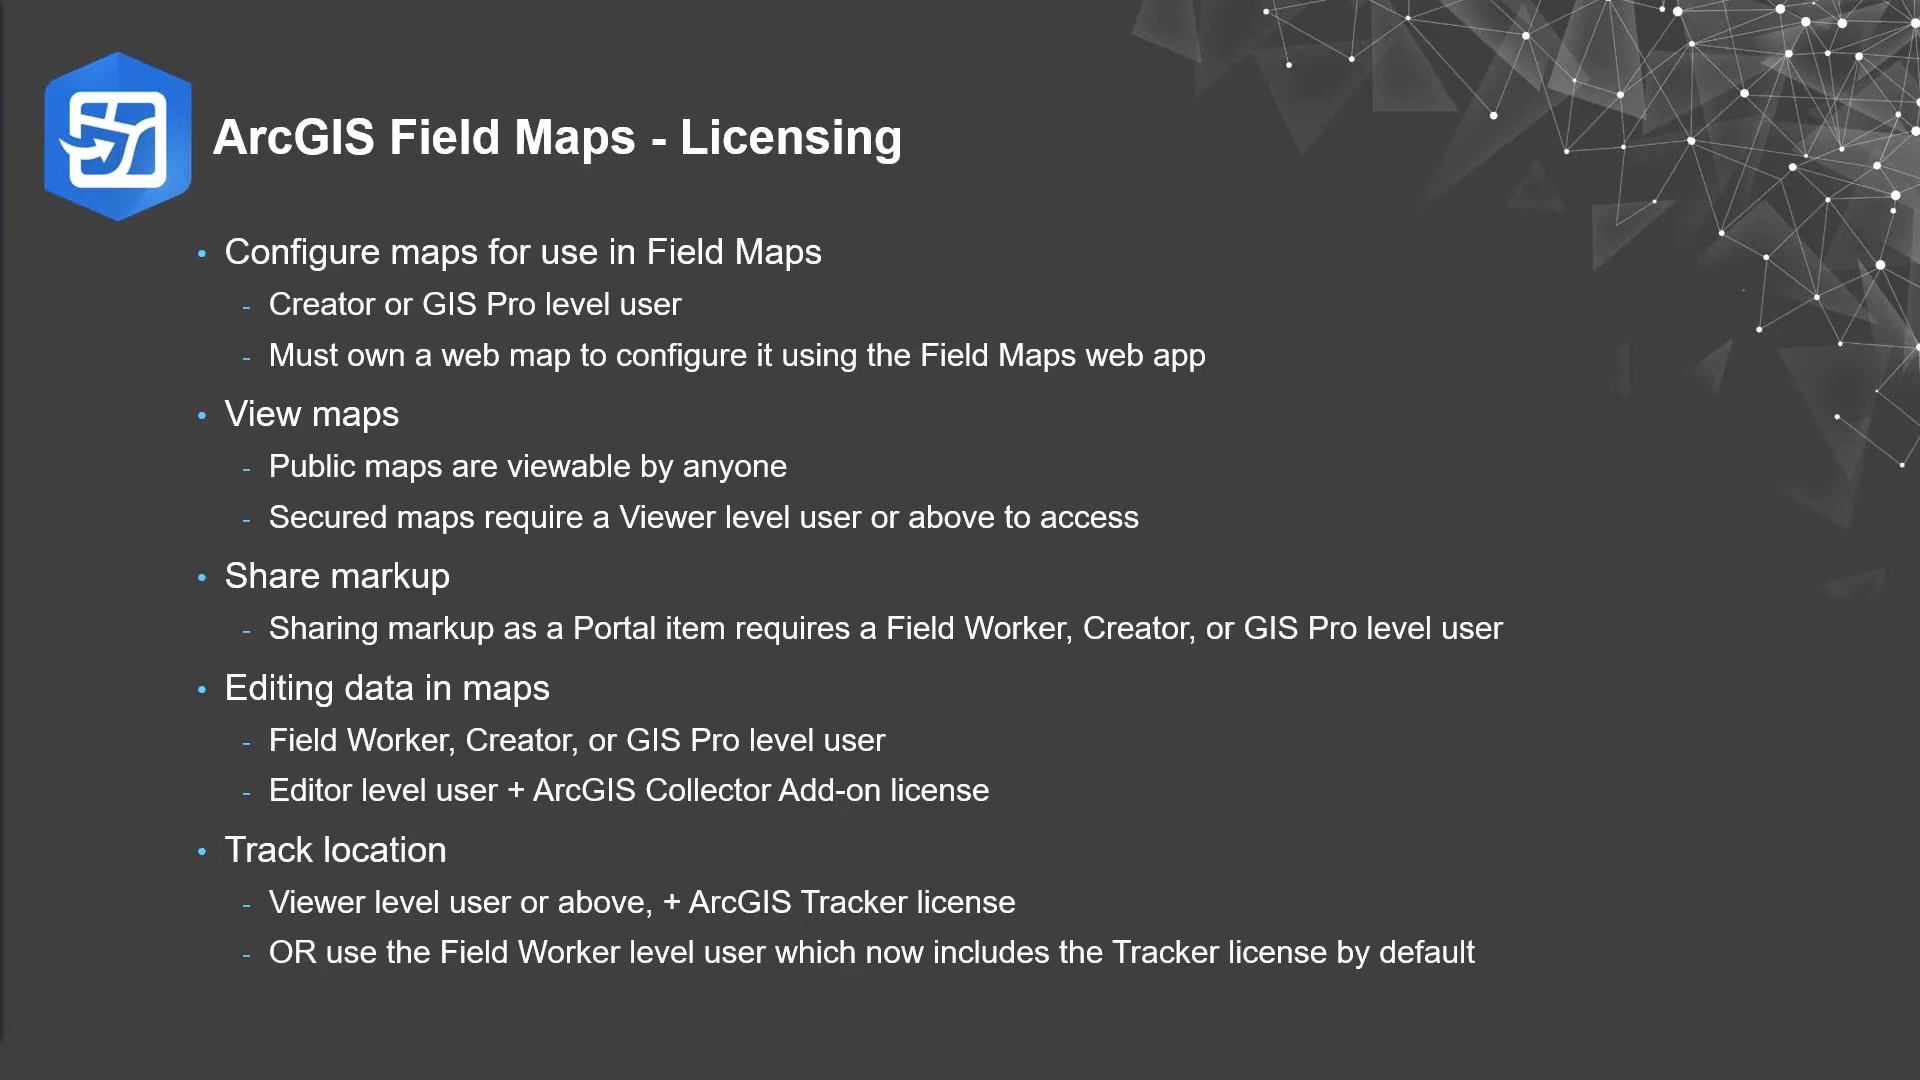 ArcGIS Field Maps - Licensing
• Configure maps for use in Field Maps
- Creator or GIS Pro level user
- Must own a web map to configure it using the Field Maps web app
• View maps
- Public maps are viewable by anyone
- Secured maps require a Viewer level user or above to access
• Share markup
- Sharing markup as a Portal item requires a Field Worker, Creator, or GIS Pro level user
• Editing data in maps
- Field Worker, Creator, or GIS Pro level user
- Editor level user + ArcGIS Collector Add-on license
• Track location
- Viewer level user or above, + ArcGIS Tracker license
- OR use the Field Worker level user which now includes the Tracker license by default